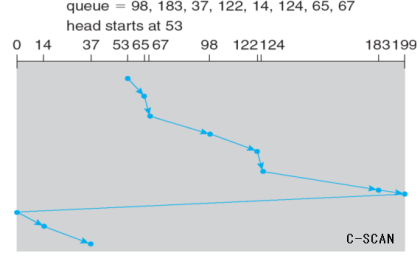 queue = 98, 183, 37, 122, 14, 124, 65, 67
head starts at 53
0 14 37 53 65 67 98 122 124 183 199
C-SCAN